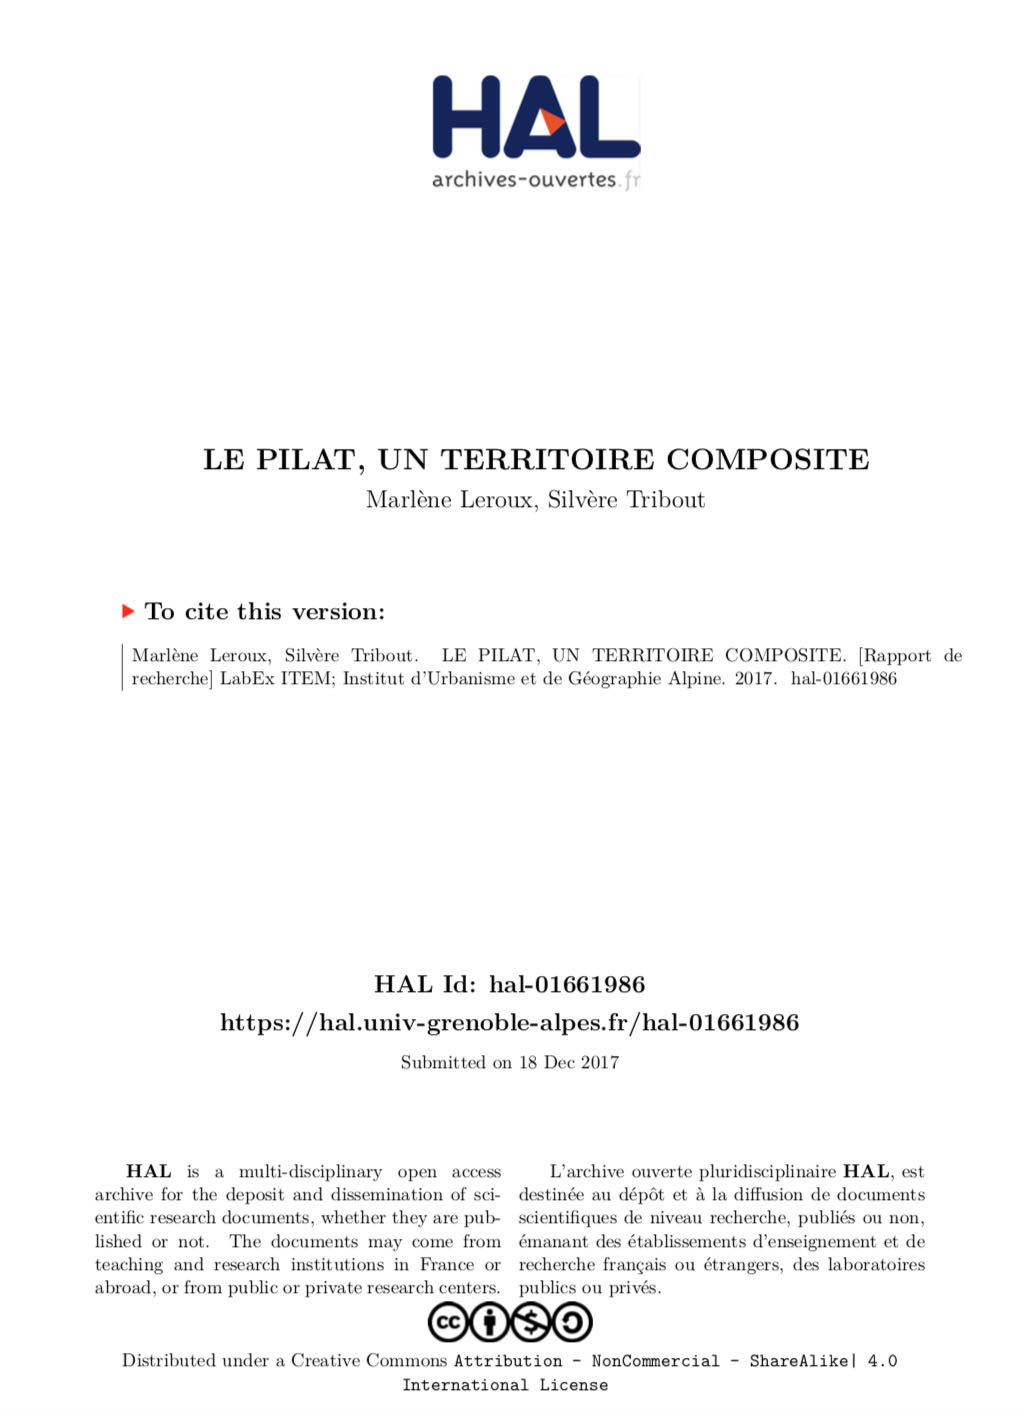 HAL
archives-ouvertes.fr
LE PILAT, UN TERRITOIRE COMPOSITE
Marlène Leroux, Silvère Tribout
To cite this version:
Marlène Leroux, Silvère Tribout. LE PILAT, UN TERRITOIRE COMPOSITE. [Rapport de
recherche] LabEx ITEM; Institut d'Urbanisme et de Géographie Alpine. 2017. hal-01661986
HAL Id: hal-01661986
https://hal.univ-grenoble-alpes.fr/hal-01661986
Submitted on 18 Dec 2017
HAL is a multi-disciplinary open access
archive for the deposit and dissemination of sci-
entific research documents, whether they are pub-
lished or not. The documents may come from
teaching and research institutions in France or
abroad, or from public or private research centers.
L'archive ouverte pluridisciplinaire HAL, est
destinée au dépôt et à la diffusion de documents
scientifiques de niveau recherche, publiés ou non,
émanant des établissements d'enseignement et de
recherche français ou étrangers, des laboratoires
publics ou privés.
cc
Distributed under a Creative Commons Attribution - NonCommercial - ShareAlike| 4.0
International License